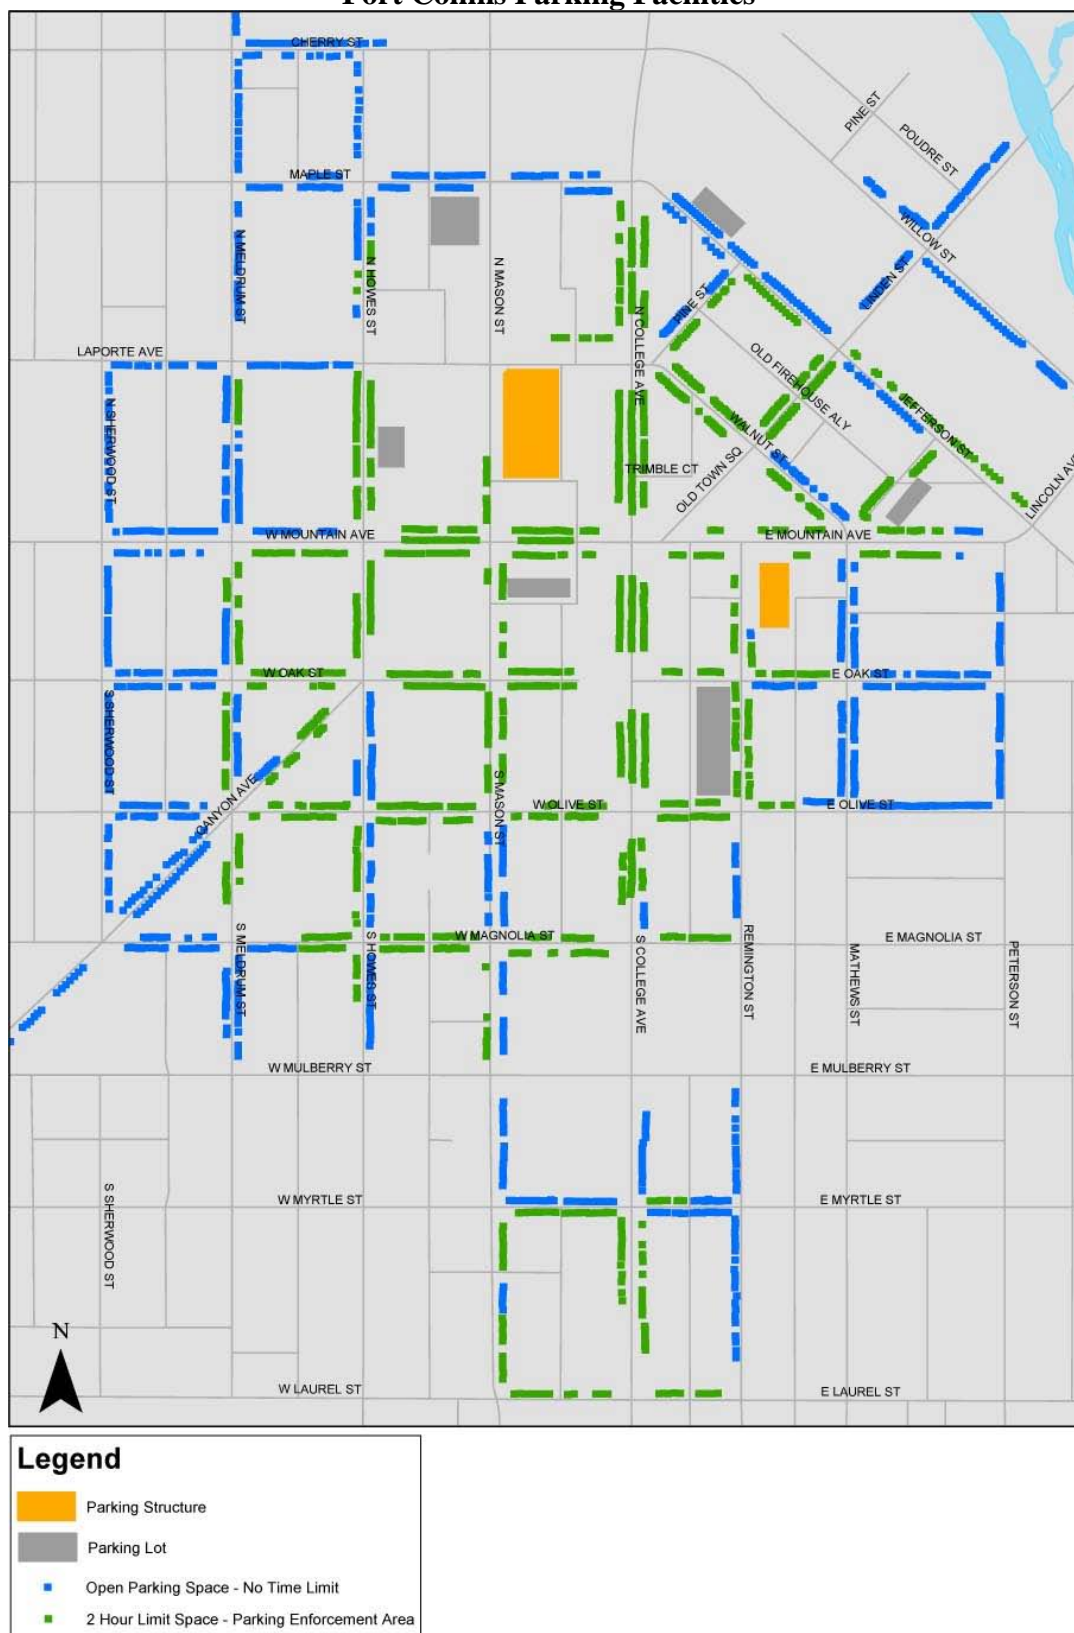 Fort Collins Parking Facilities
CHERRY ST
PINE ST
POUDRE ST
MAPLE ST
WILLOW ST
N MELDRUM ST
N HOWES ST
N MASON ST
LINDEN ST
PINE ST
N COLLEGE AVE
LAPORTE AVE
OLD FIREHOUSE ALY
N SHERWOOD ST
JEFFERSON ST
WALNUT ST
TRIMBLE CT
OLD TOWN SQ
LINCOLN AVE
W MOUNTAIN AVE
E MOUNTAIN AVE
W OAK ST
E OAK ST
S SHERWOOD ST
CANYON AVE
S MASON ST
W OLIVE ST
E OLIVE ST
S MELDRUM ST
S HOWES ST
W MAGNOLIA ST
S COLLEGE AVE
REMINGTON ST
E MAGNOLIA ST
MATHEWS ST
PETERSON ST
W MULBERRY ST
E MULBERRY ST
S SHERWOOD ST
W MYRTLE ST
E MYRTLE ST
N
W LAUREL ST
E LAUREL ST
Legend
Parking Structure
Parking Lot
Open Parking Space - No Time Limit
2 Hour Limit Space - Parking Enforcement Area